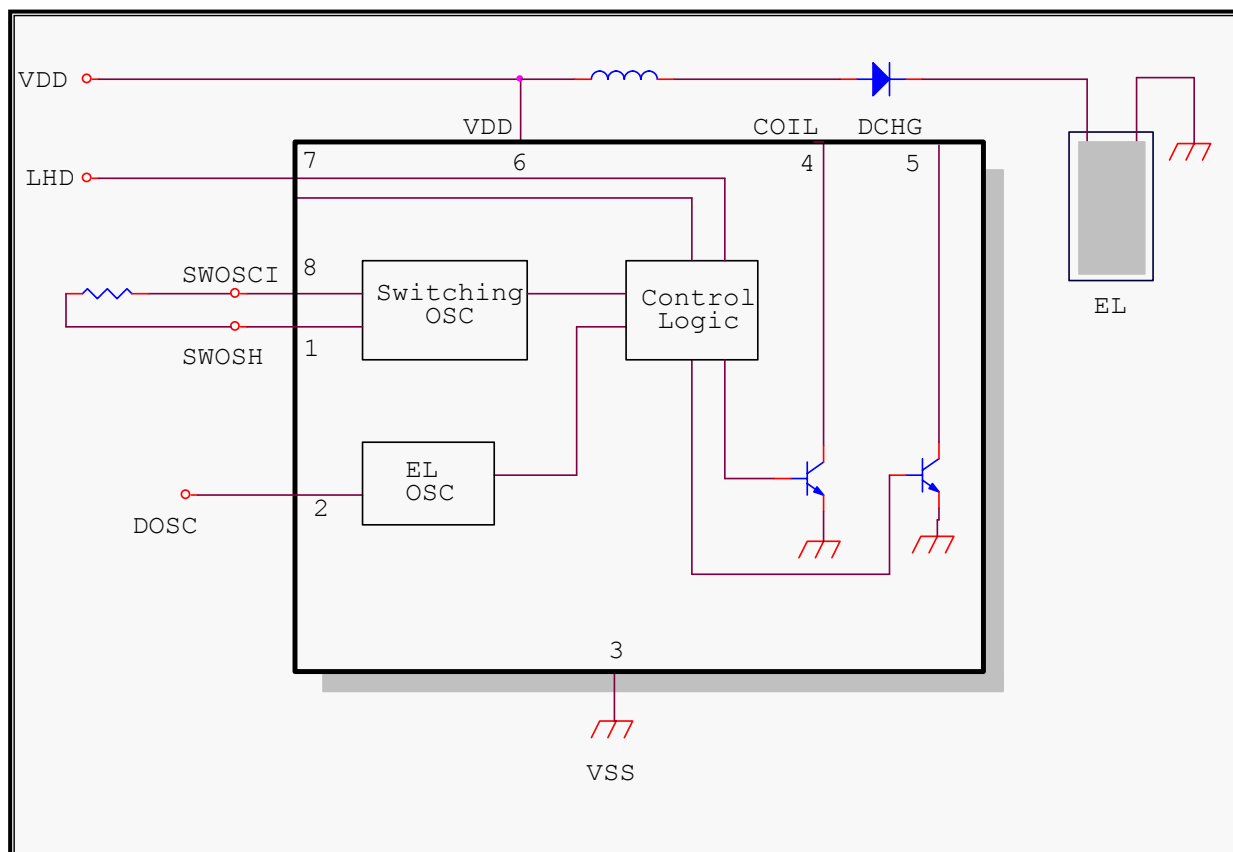 VDD
VDD
COIL
DCHG
7
6
4
5
LHD
SWOSCI
8
Switching
OSC
Control
Logic
EL
SWOSH
1
EL
OSC
2
DOSC
3
VSS